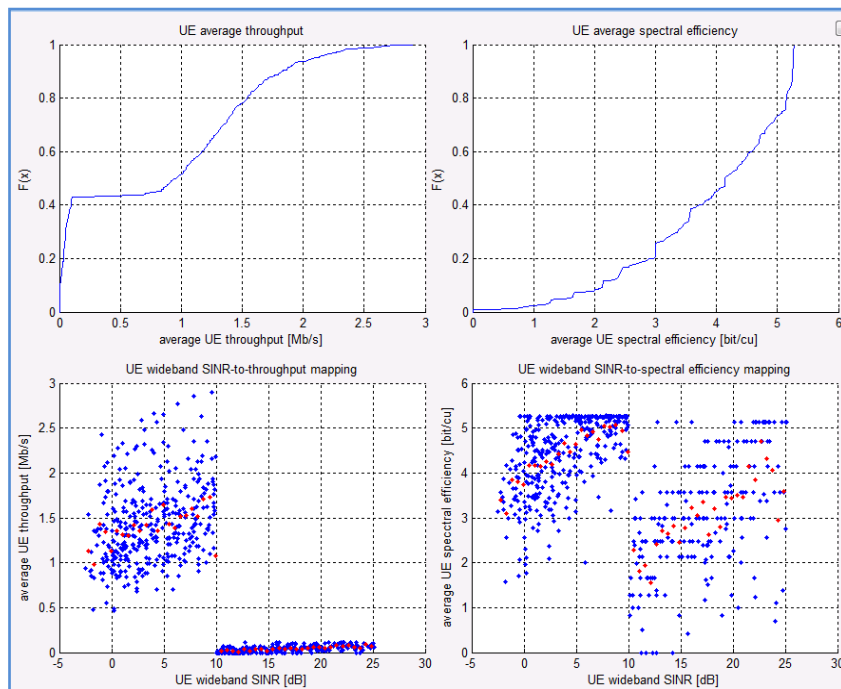 UE average throughput
1
0.8
0.6
0.4
0.2
0
F(x)
0 0.5 1 1.5 2 2.5 3
average UE throughput [Mb/s]
UE average spectral efficiency
1
0.8
0.6
0.4
0.2
0
F(x)
0 1 2 3 4 5 6
average UE spectral efficiency [bit/cu]
UE wideband SINR-to-throughput mapping
3
2.5
2
1.5
1
0.5
0
average UE throughput [Mb/s]
-5 0 5 10 15 20 25 30
UE wideband SINR [dB]
UE wideband SINR-to-spectral efficiency mapping
6
5
4
3
2
1
0
average UE specctral efficiency [bit/cu]
-5 0 5 10 15 20 25 30
UE wideband SINR [dB]